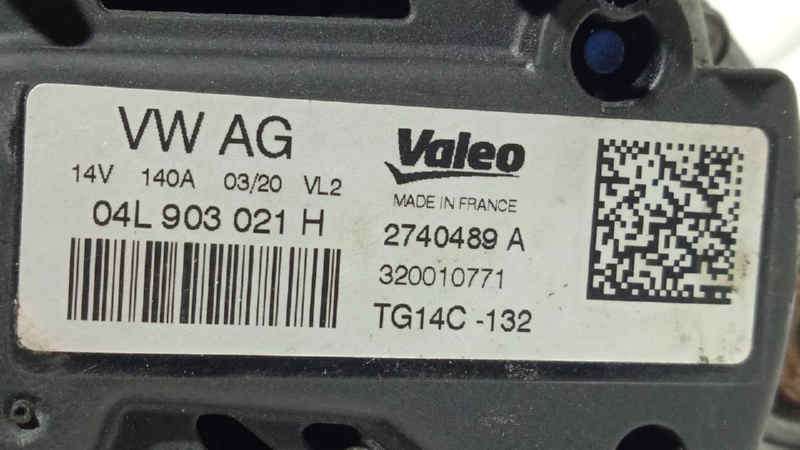 VW AG
14V 140A 03/20 VL2
04L 903 021 H
Valeo
MADE IN FRANCE
2740489 A
320010771
TG14C -132